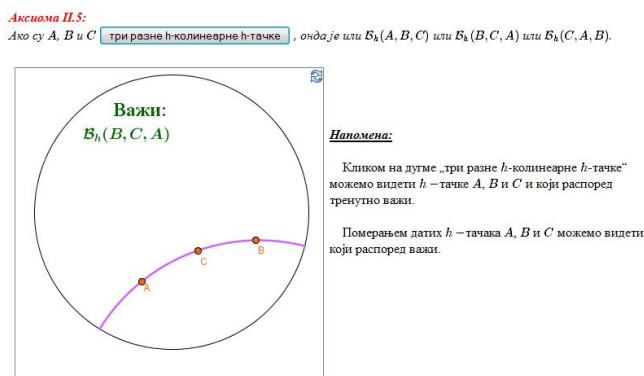 Аксиома II.5:
Ако су A, B и C три разне h-колинеарне h-тачке , онда је или ℬₕ(A, B, C) или ℬₕ(B, C, A) или ℬₕ(C, A, B).
Важи:
ℬₕ(B, C, A)
A
C
B
Напомена:
Кликом на дугме „три разне h-колинеарне h-тачке“
можемо видети h – тачке A, B и C и који распоред
тренутно важи.
Померањем датих h – тачака A, B и C можемо видети
који распоред важи.